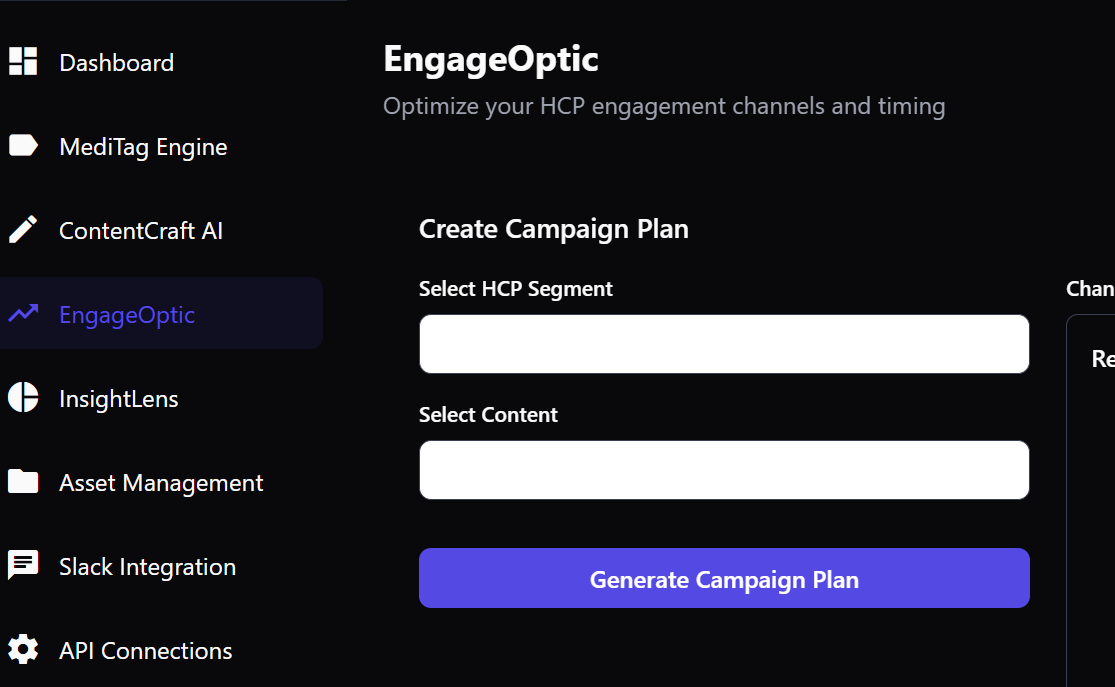 Dashboard
MediTag Engine
ContentCraft AI
EngageOptic
InsightLens
Asset Management
Slack Integration
API Connections
EngageOptic
Optimize your HCP engagement channels and timing
Create Campaign Plan
Select HCP Segment
Select Content
Generate Campaign Plan
Chan
Re